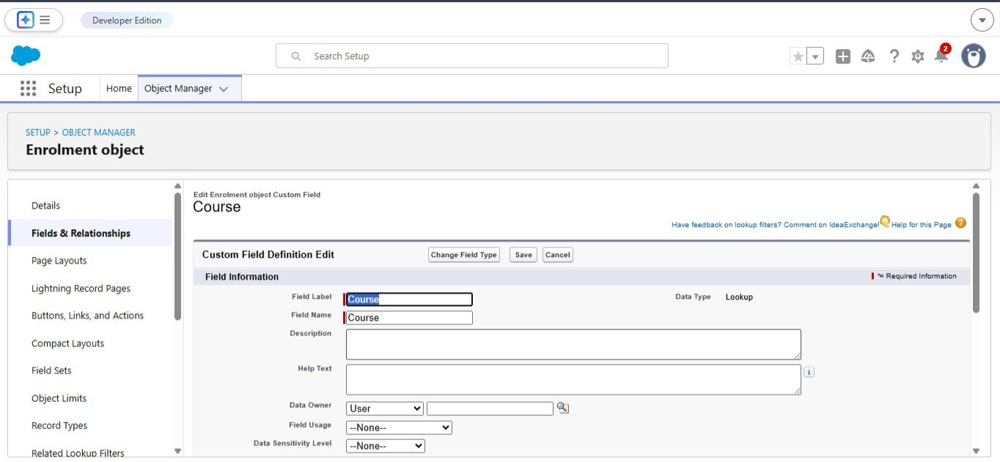 Developer Edition
Search Setup
2
Setup Home Object Manager
SETUP > OBJECT MANAGER
Enrolment object
Details
Fields & Relationships
Page Layouts
Lightning Record Pages
Buttons, Links, and Actions
Compact Layouts
Field Sets
Object Limits
Record Types
Related Lookup Filters
Edit Enrolment object Custom Field
Course
Have feedback on lookup filters? Comment on IdeaExchange! Help for this Page ?
Custom Field Definition Edit Change Field Type Save Cancel
Field Information *= Required Information
Field Label Course Data Type Lookup
Field Name Course
Description
Help Text i
Data Owner User
Field Usage --None--
Data Sensitivity Level --None--